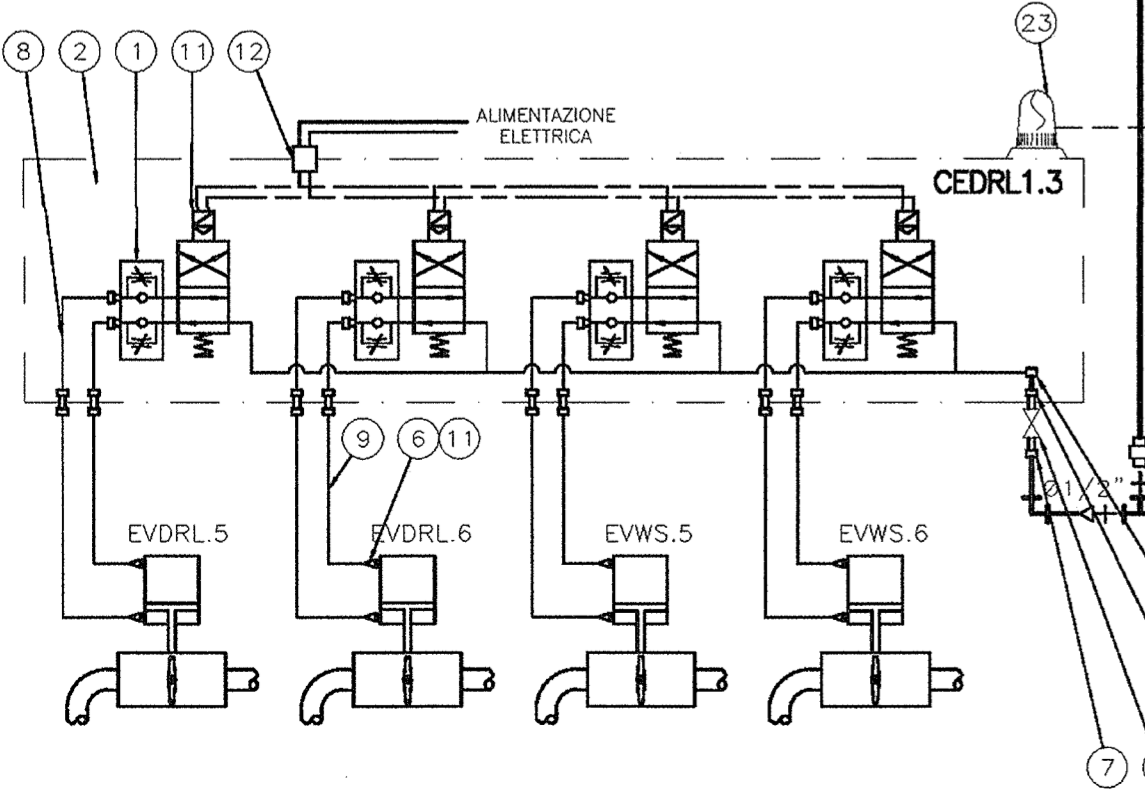 23
8
2
1
11
12
ALIMENTAZIONE
ELETTRICA
CEDRL1.3
9
6
11
Ø1/2"
EVDRL.5
EVDRL.6
EVWS.5
EVWS.6
7